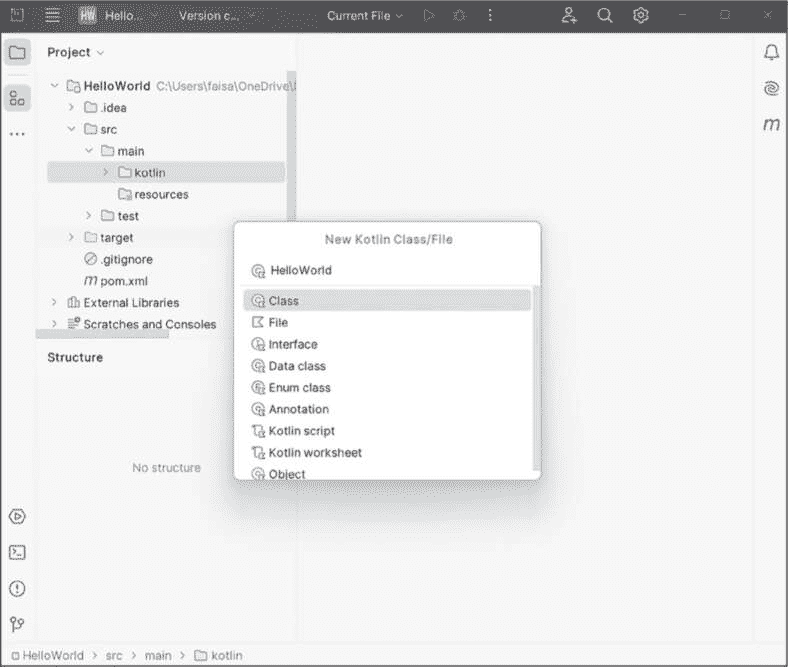 HW Hello... Version c... Current File
Project
HelloWorld C:\Users\faisa\OneDrive\
.idea
src
main
kotlin
resources
test
target
.gitignore
pom.xml
External Libraries
Scratches and Consoles
Structure
No structure
New Kotlin Class/File
HelloWorld
Class
File
Interface
Data class
Enum class
Annotation
Kotlin script
Kotlin worksheet
Object
m
HelloWorld > src > main > kotlin